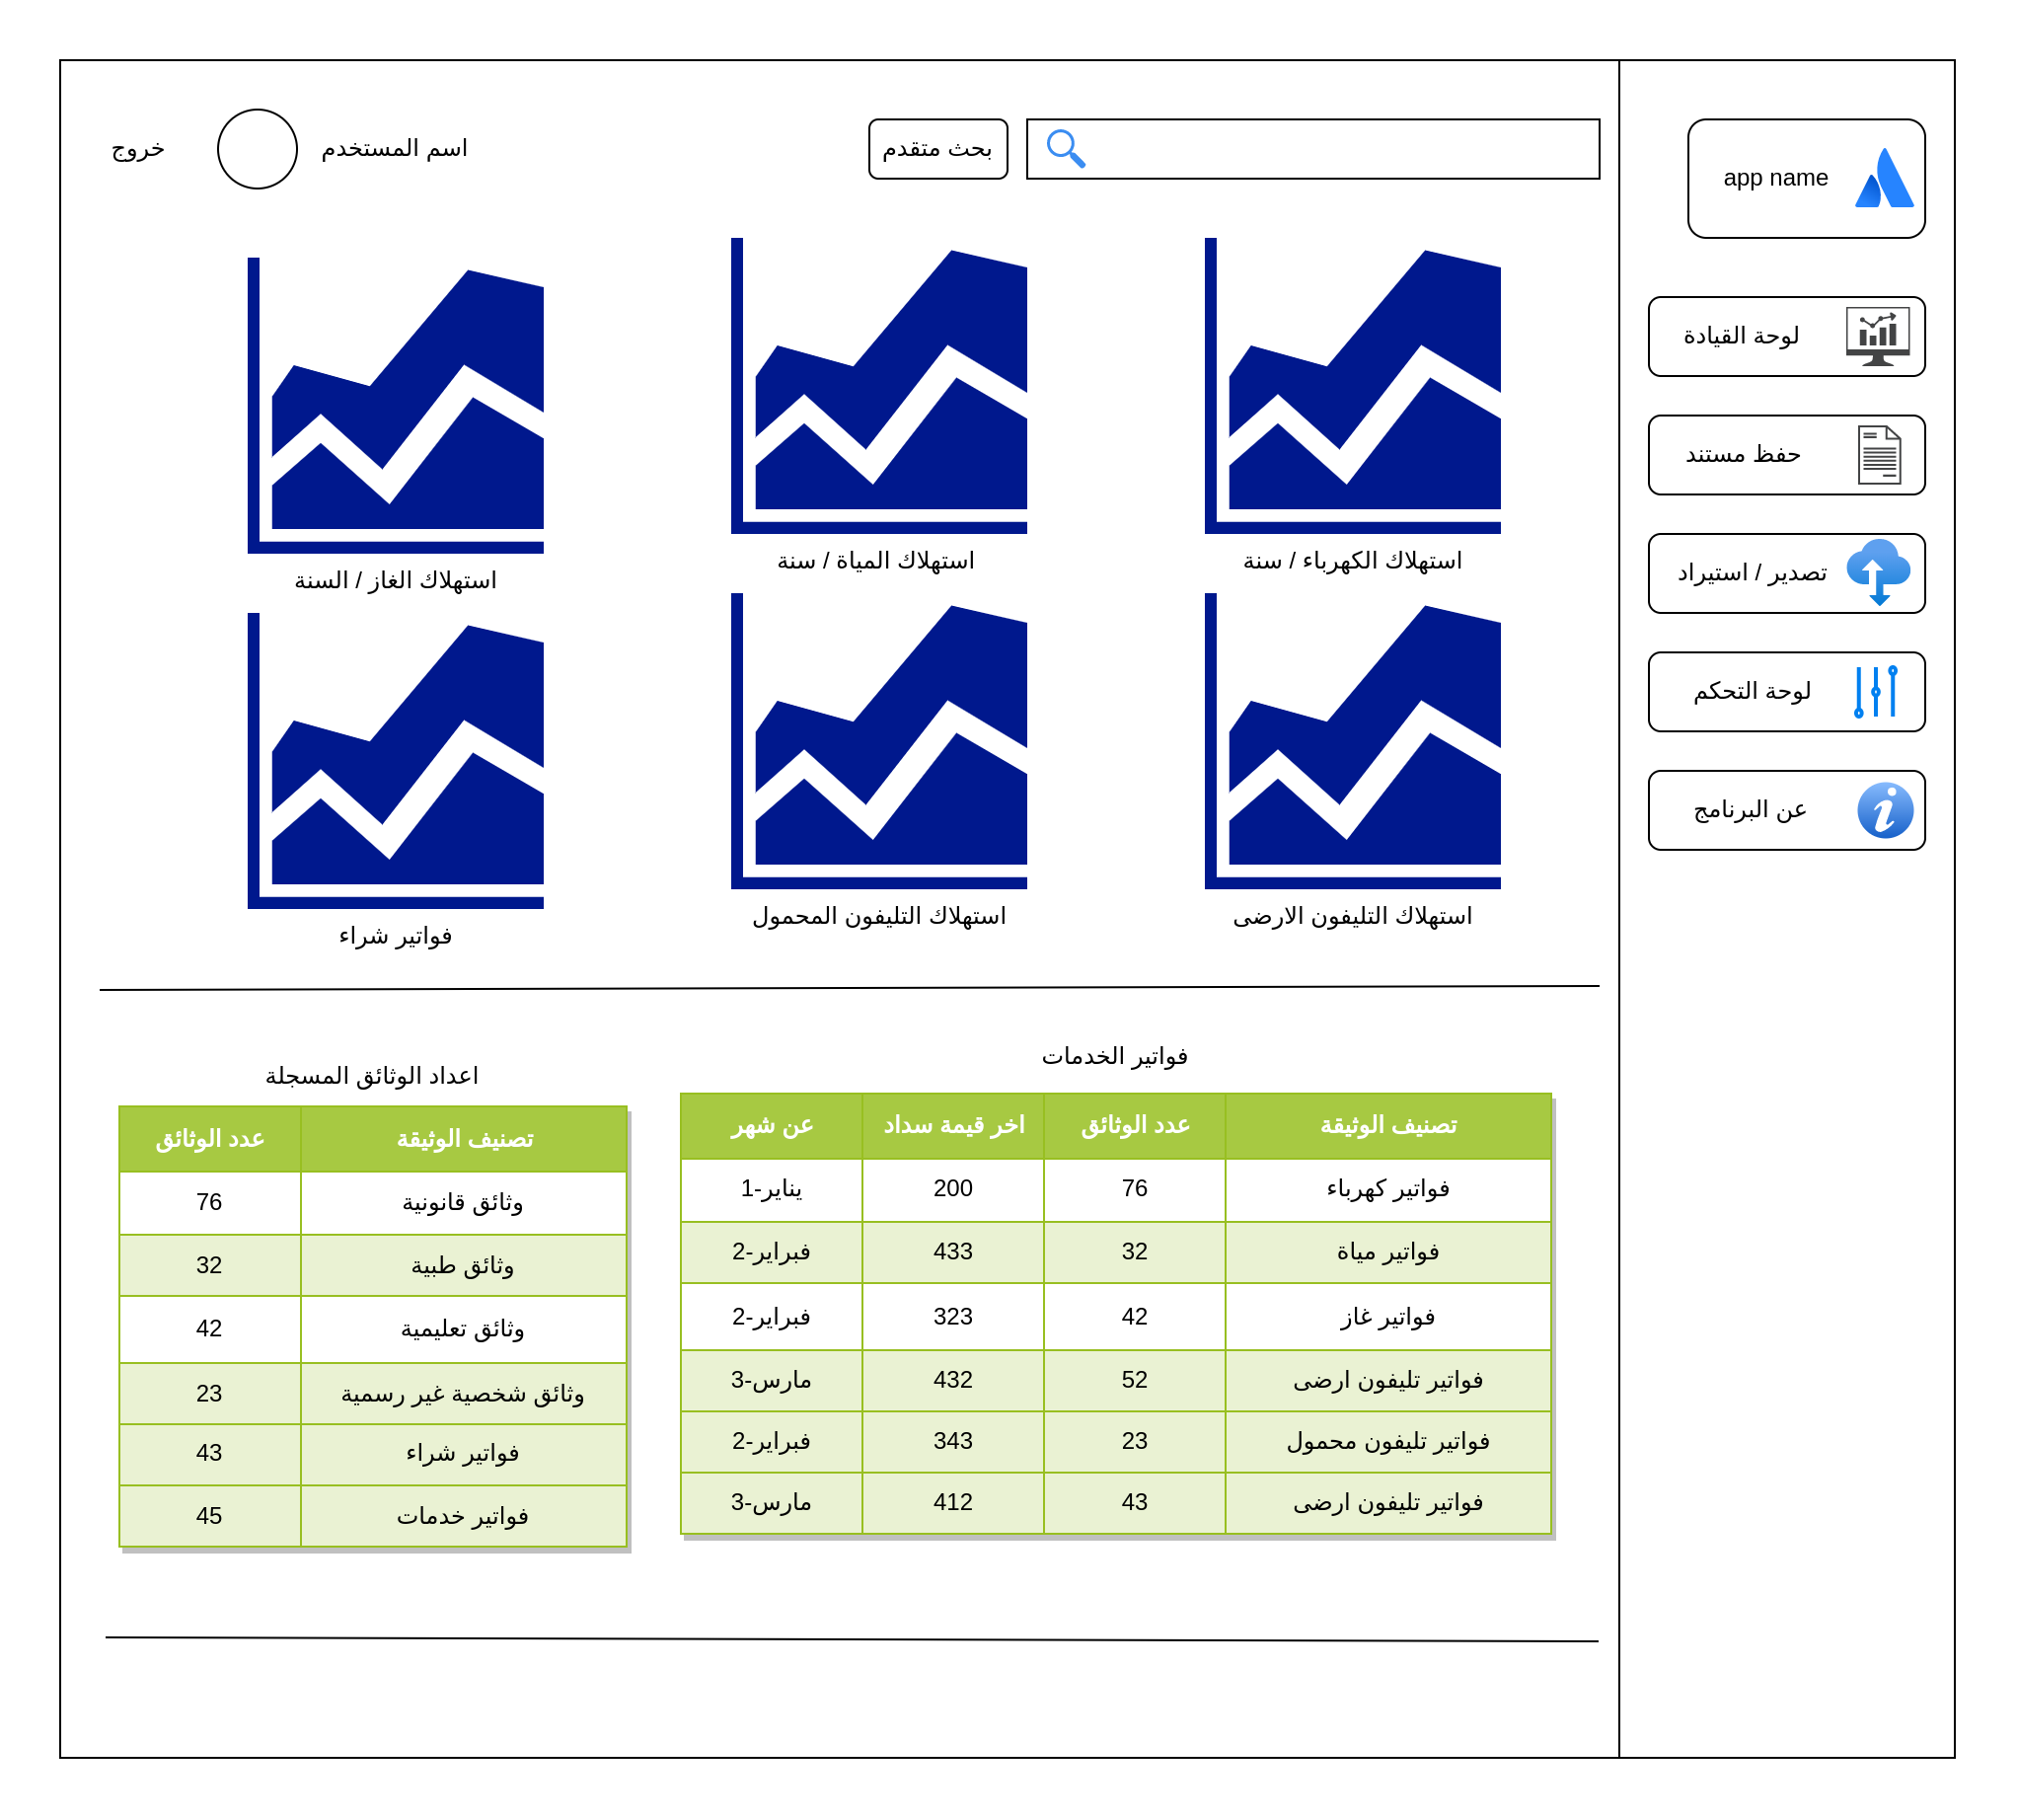 app name
لوحة القيادة
حفظ مستند
تصدير / استيراد
لوحة التحكم
عن البرنامج
بحث متقدم
اسم المستخدم
خروج
استهلاك الكهرباء / سنة
استهلاك المياة / سنة
استهلاك الغاز / السنة
استهلاك التليفون الارضى
استهلاك التليفون المحمول
فواتير شراء
فواتير الخدمات
تصنيف الوثيقة عدد الوثائق اخر قيمة سداد عن شهر
فواتير كهرباء 76 200 يناير-1
فواتير مياة 32 433 فبراير-2
فواتير غاز 42 323 فبراير-2
فواتير تليفون ارضى 52 432 مارس-3
فواتير تليفون محمول 23 343 فبراير-2
فواتير تليفون ارضى 43 412 مارس-3
اعداد الوثائق المسجلة
تصنيف الوثيقة عدد الوثائق
وثائق قانونية 76
وثائق طبية 32
وثائق تعليمية 42
وثائق شخصية غير رسمية 23
فواتير شراء 43
فواتير خدمات 45